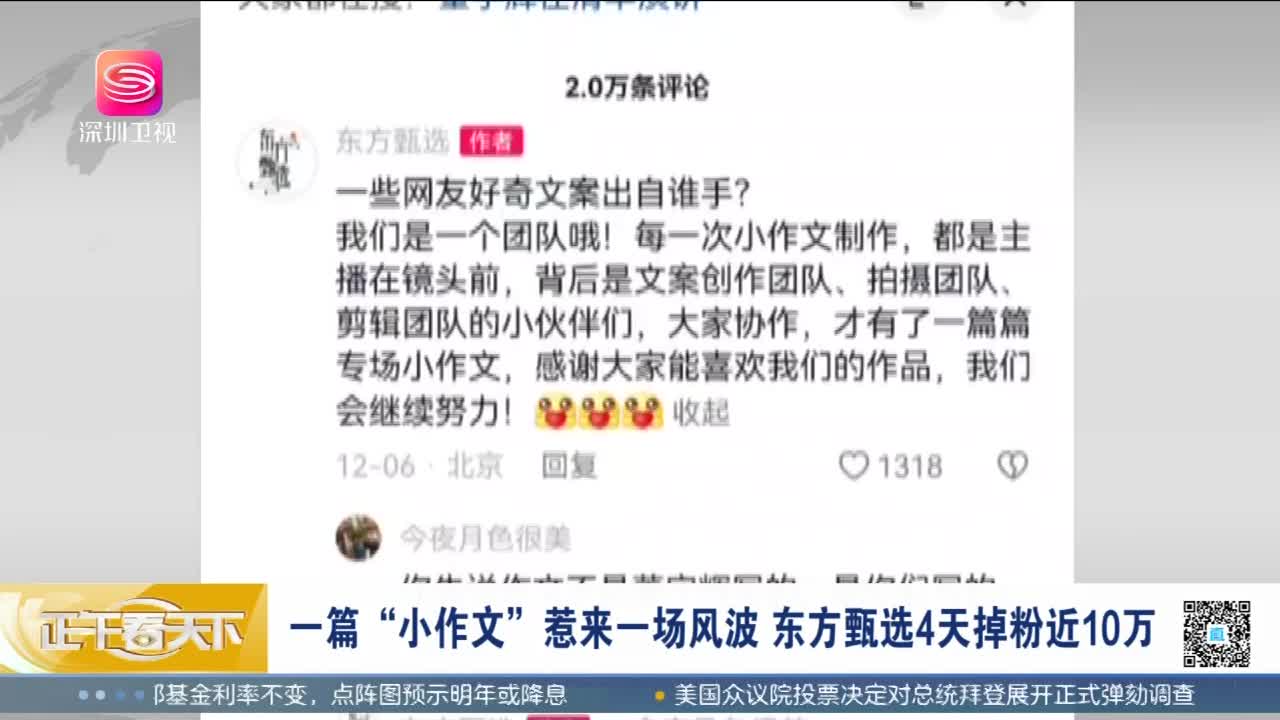 2.0万条评论
深圳卫视
东方甄选
东方甄选 作者
一些网友好奇文案出自谁手？
我们是一个团队哦！每一次小作文制作，都是主
播在镜头前，背后是文案创作团队、拍摄团队、
剪辑团队的小伙伴们，大家协作，才有了一篇篇
专场小作文，感谢大家能喜欢我们的作品，我们
会继续努力！ 收起
12-06 · 北京 回复 1318
今夜月色很美
正午看天下
一篇“小作文”惹来一场风波 东方甄选4天掉粉近10万
基金利率不变，点阵图预示明年或降息 美国众议院投票决定对总统拜登展开正式弹劾调查